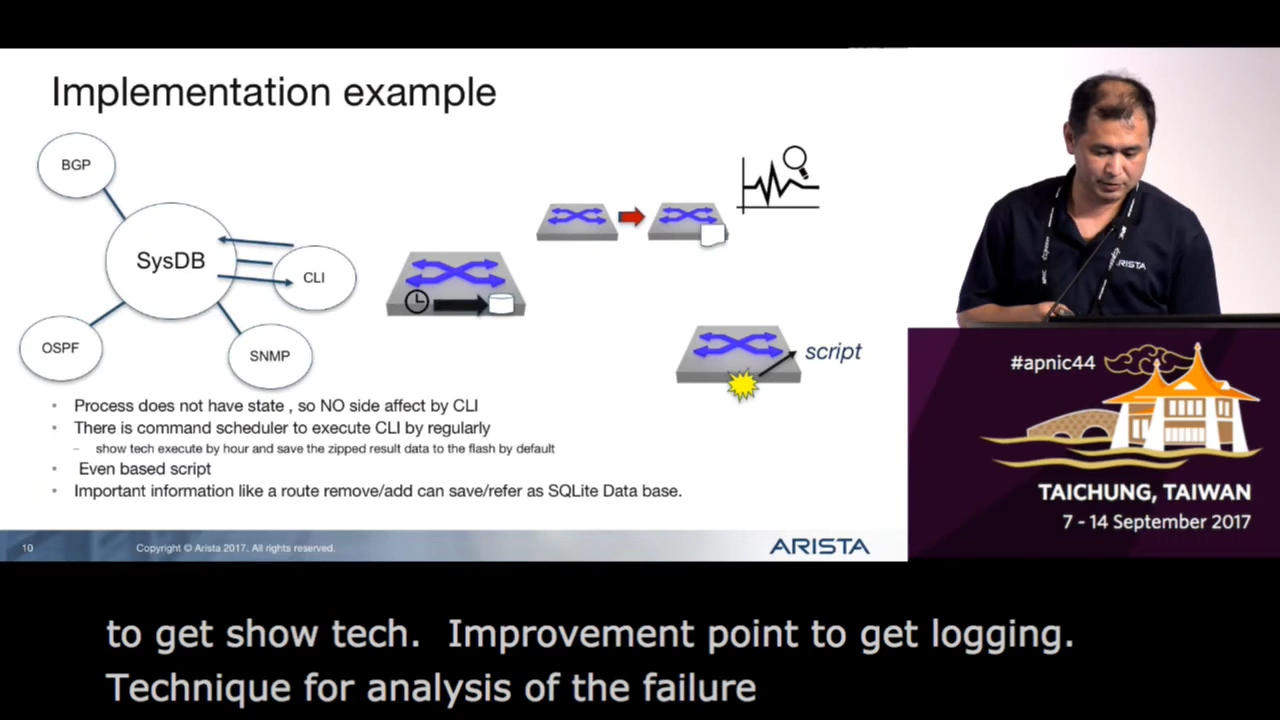 Implementation example
BGP
SysDB
CLI
OSPF
SNMP
script
• Process does not have state , so NO side affect by CLI
• There is command scheduler to execute CLI by regularly
– show tech execute by hour and save the zipped result data to the flash by default
• Even based script
• Important information like a route remove/add can save/refer as SQLite Data base.
10
Copyright © Arista 2017. All rights reserved.
ARISTA
ARISTA
#apnic44
TAICHUNG, TAIWAN
7 - 14 September 2017
to get show tech.  Improvement point to get logging.
Technique for analysis of the failure